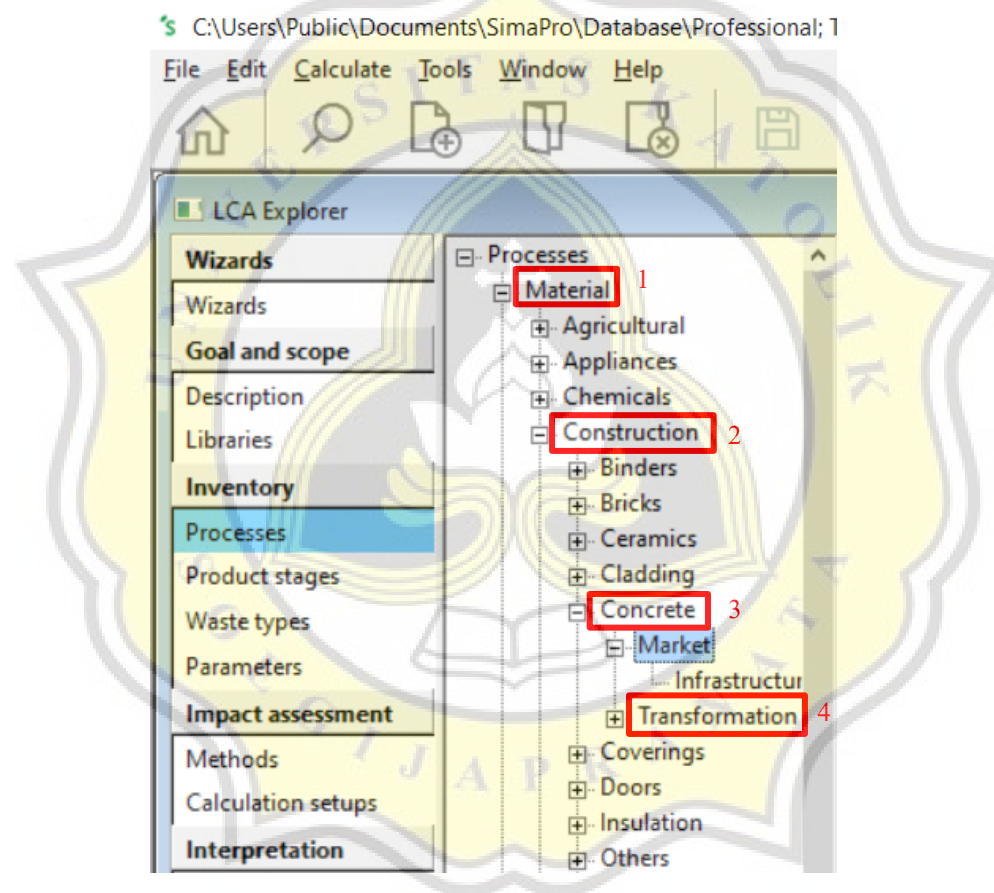 C:\Users\Public\Documents\SimaPro\Database\Professional; T
File Edit Calculate Tools Window Help
LCA Explorer
Wizards
Wizards
Goal and scope
Description
Libraries
Inventory
Processes
Product stages
Waste types
Parameters
Impact assessment
Methods
Calculation setups
Interpretation
Processes
Material 1
Agricultural
Appliances
Chemicals
Construction 2
Binders
Bricks
Ceramics
Cladding
Concrete 3
Market
Infrastructur
Transformation 4
Coverings
Doors
Insulation
Others